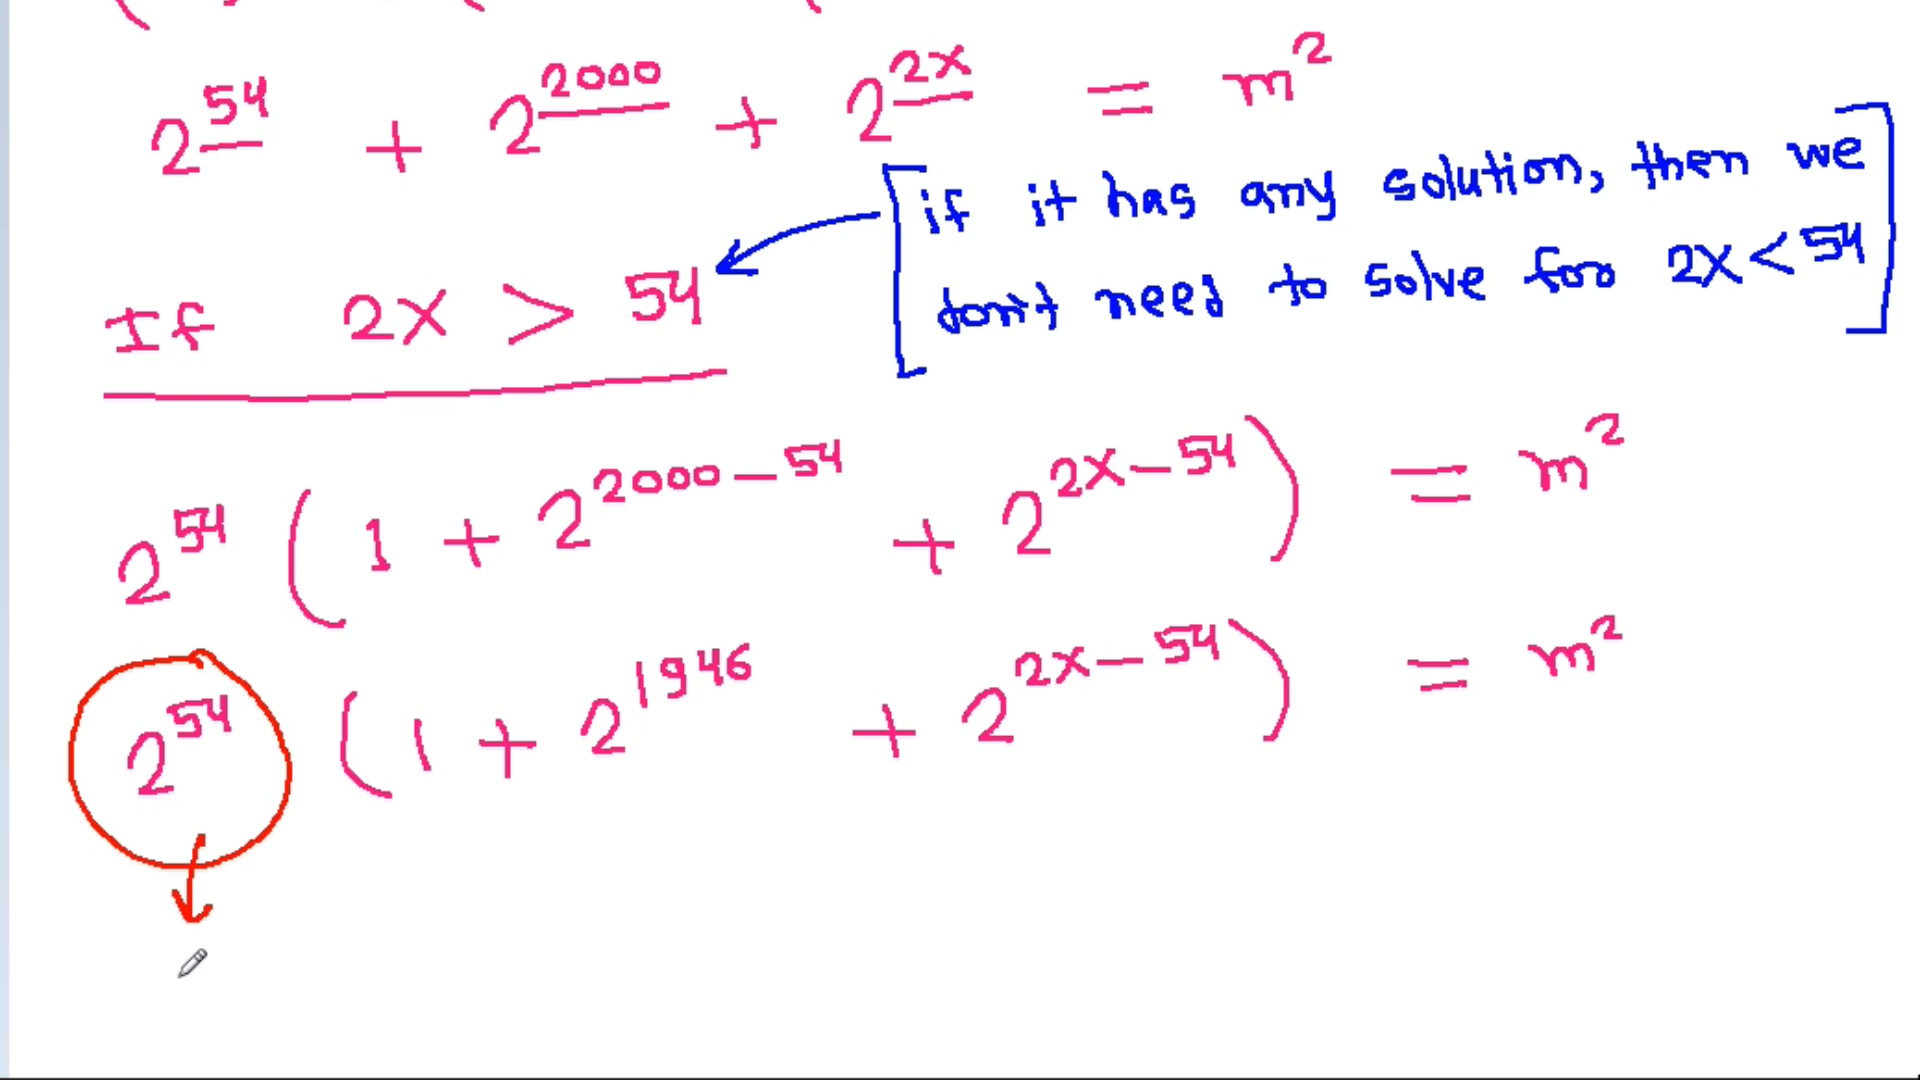 2^54 + 2^2000 + 2^2x = m^2
[if it has any solution, then we
don't need to solve for 2x < 54]
If 2x > 54
2^54 (1 + 2^2000-54 + 2^2x-54) = m^2
2^54 (1 + 2^1946 + 2^2x-54) = m^2